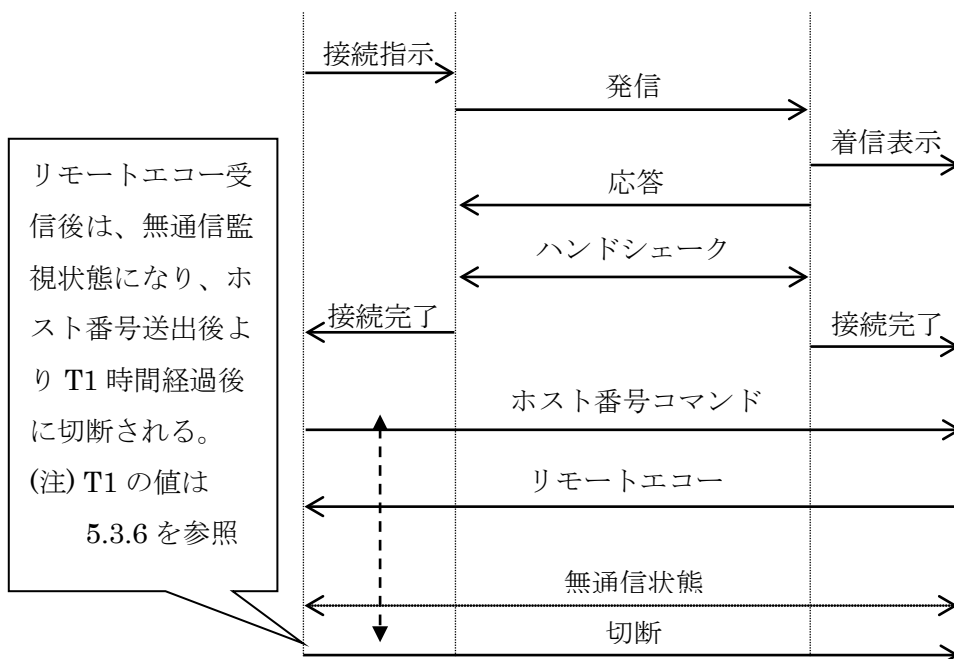 接続指示
発信
着信表示
応答
ハンドシェーク
接続完了
接続完了
リモートエコー受
信後は、無通信監
視状態になり、ホ
スト番号送出後よ
り T1 時間経過後
に切断される。
(注) T1 の値は
5.3.6 を参照
ホスト番号コマンド
リモートエコー
無通信状態
切断